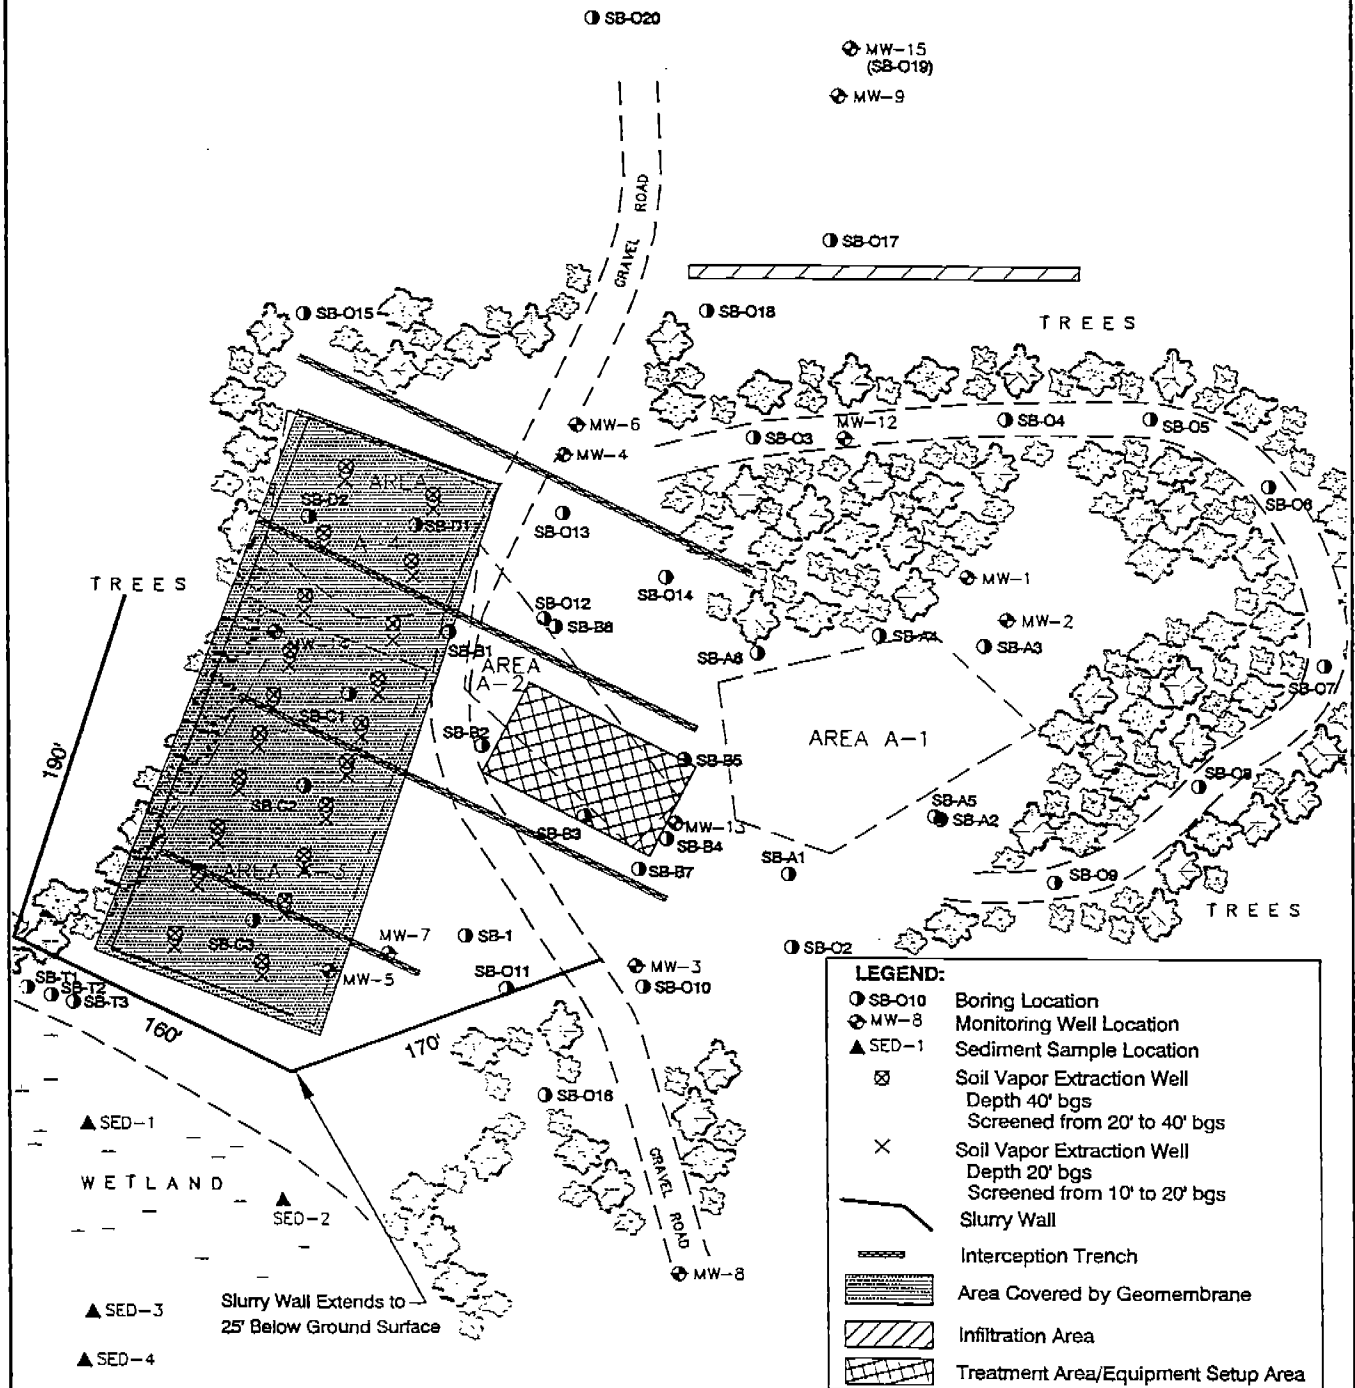 SB-O20
MW-15
(SB-O19)
MW-9
GRAVEL ROAD
SB-O17
SB-O15
SB-O18
TREES
MW-6
SB-O3
MW-12
SB-O4
SB-O5
MW-4
AREA
SB-D2
SB-D1
SB-O13
SB-O6
MW-1
TREES
SB-O14
SB-O12
SB-B8
MW-2
SB-A4
SB-A3
SB-B1
SB-A6
AREA
A-2
SB-O7
SB-C1
SB-B2
AREA A-1
SB-B5
190'
SB-C2
SB-O8
SB-A5
SB-A2
SB-B3
MW-13
SB-B4
SB-A1
AREA A-3
SB-B7
SB-O9
TREES
SB-C3
MW-7
SB-1
SB-O2
MW-5
MW-3
SB-T1
SB-T2
SB-T3
SB-O11
SB-O10
160'
170'
SB-O16
SED-1
WETLAND
SED-2
GRAVEL ROAD
MW-8
Slurry Wall Extends to
25' Below Ground Surface
SED-3
SED-4
LEGEND:
SB-O10 Boring Location
MW-8 Monitoring Well Location
SED-1 Sediment Sample Location
Soil Vapor Extraction Well
Depth 40' bgs
Screened from 20' to 40' bgs
Soil Vapor Extraction Well
Depth 20' bgs
Screened from 10' to 20' bgs
Slurry Wall
Interception Trench
Area Covered by Geomembrane
Infiltration Area
Treatment Area/Equipment Setup Area